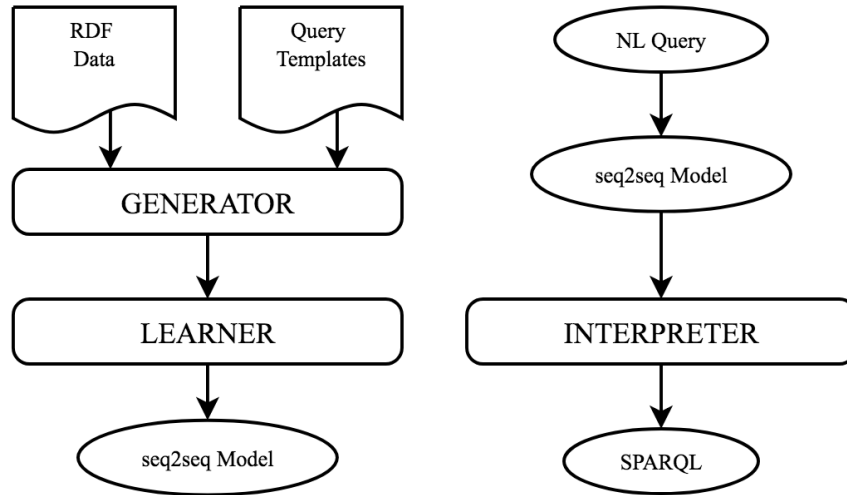 RDF
Data
Query
Templates
GENERATOR
LEARNER
seq2seq Model
NL Query
seq2seq Model
INTERPRETER
SPARQL